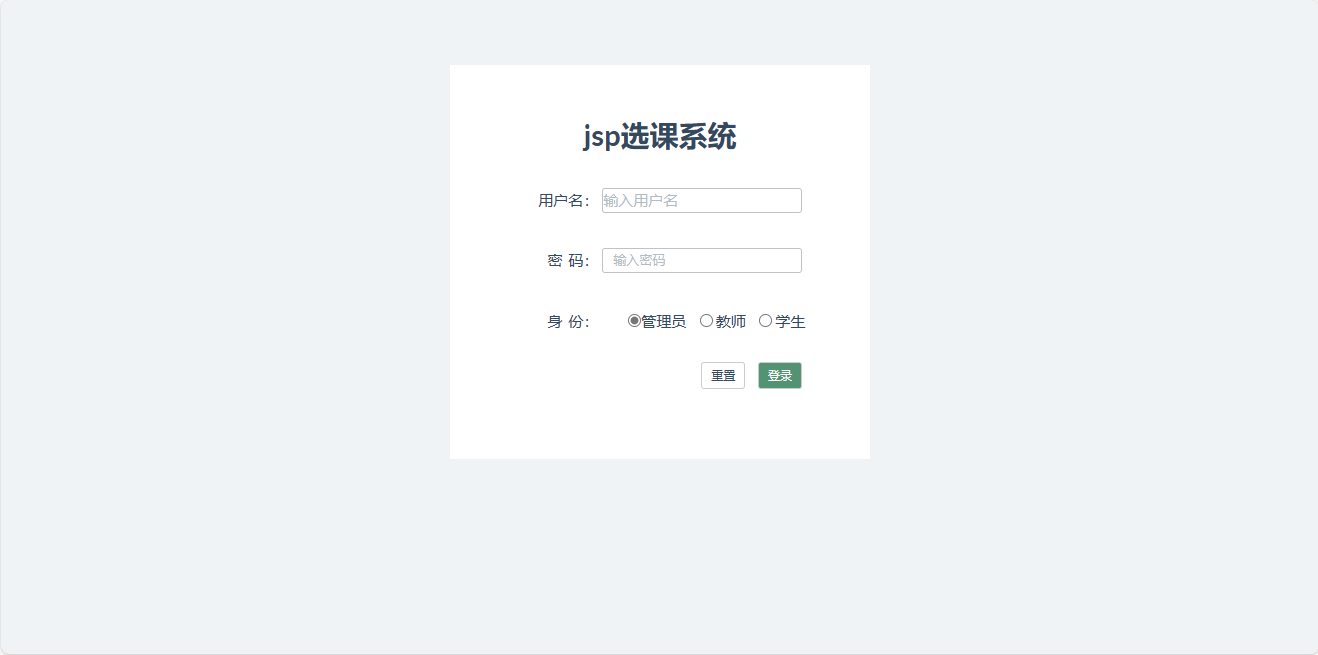 jsp选课系统
用户名： 输入用户名
密 码： 输入密码
身 份： 管理员 教师 学生
重置 登录